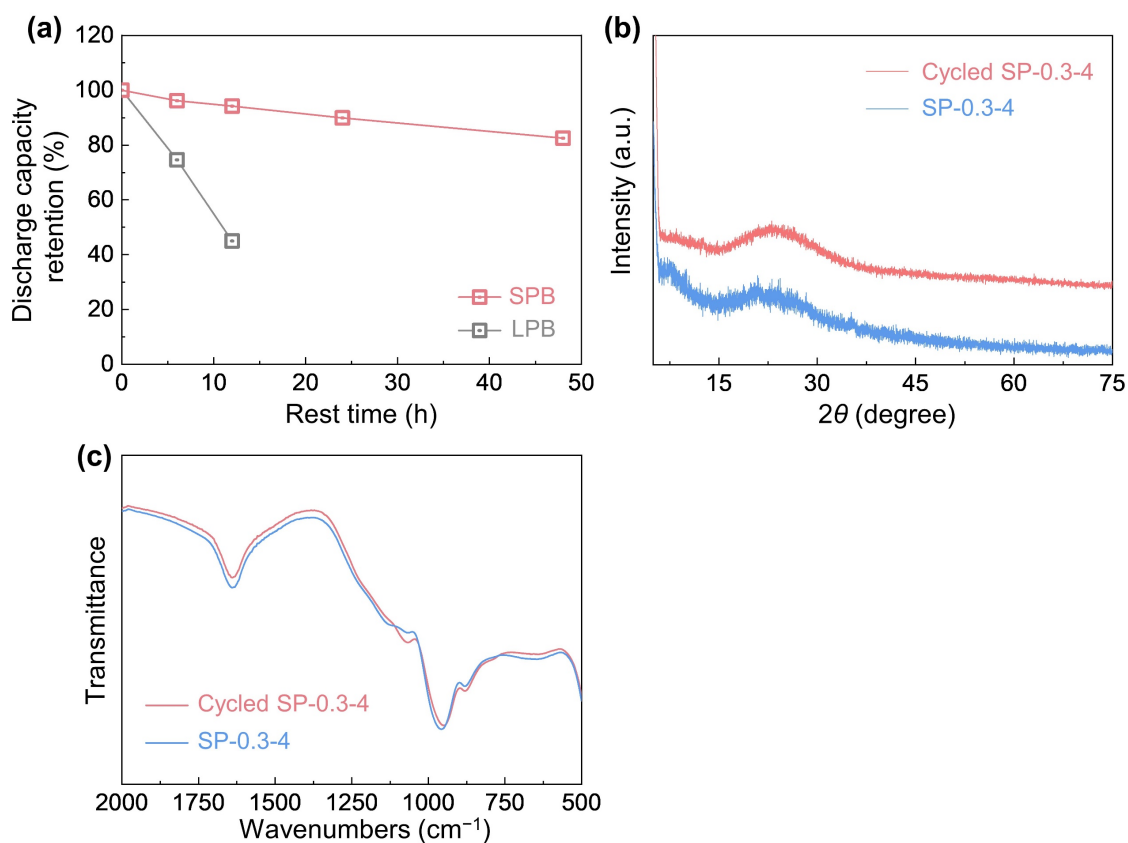 (a)
120
100
80
60
40
20
0
Discharge capacity
retention (%)
SPB
LPB
0 10 20 30 40 50
Rest time (h)
(b)
Intensity (a.u.)
Cycled SP-0.3-4
SP-0.3-4
15 30 45 60 75
2θ (degree)
(c)
Transmittance
Cycled SP-0.3-4
SP-0.3-4
2000 1750 1500 1250 1000 750 500
Wavenumbers (cm⁻¹)